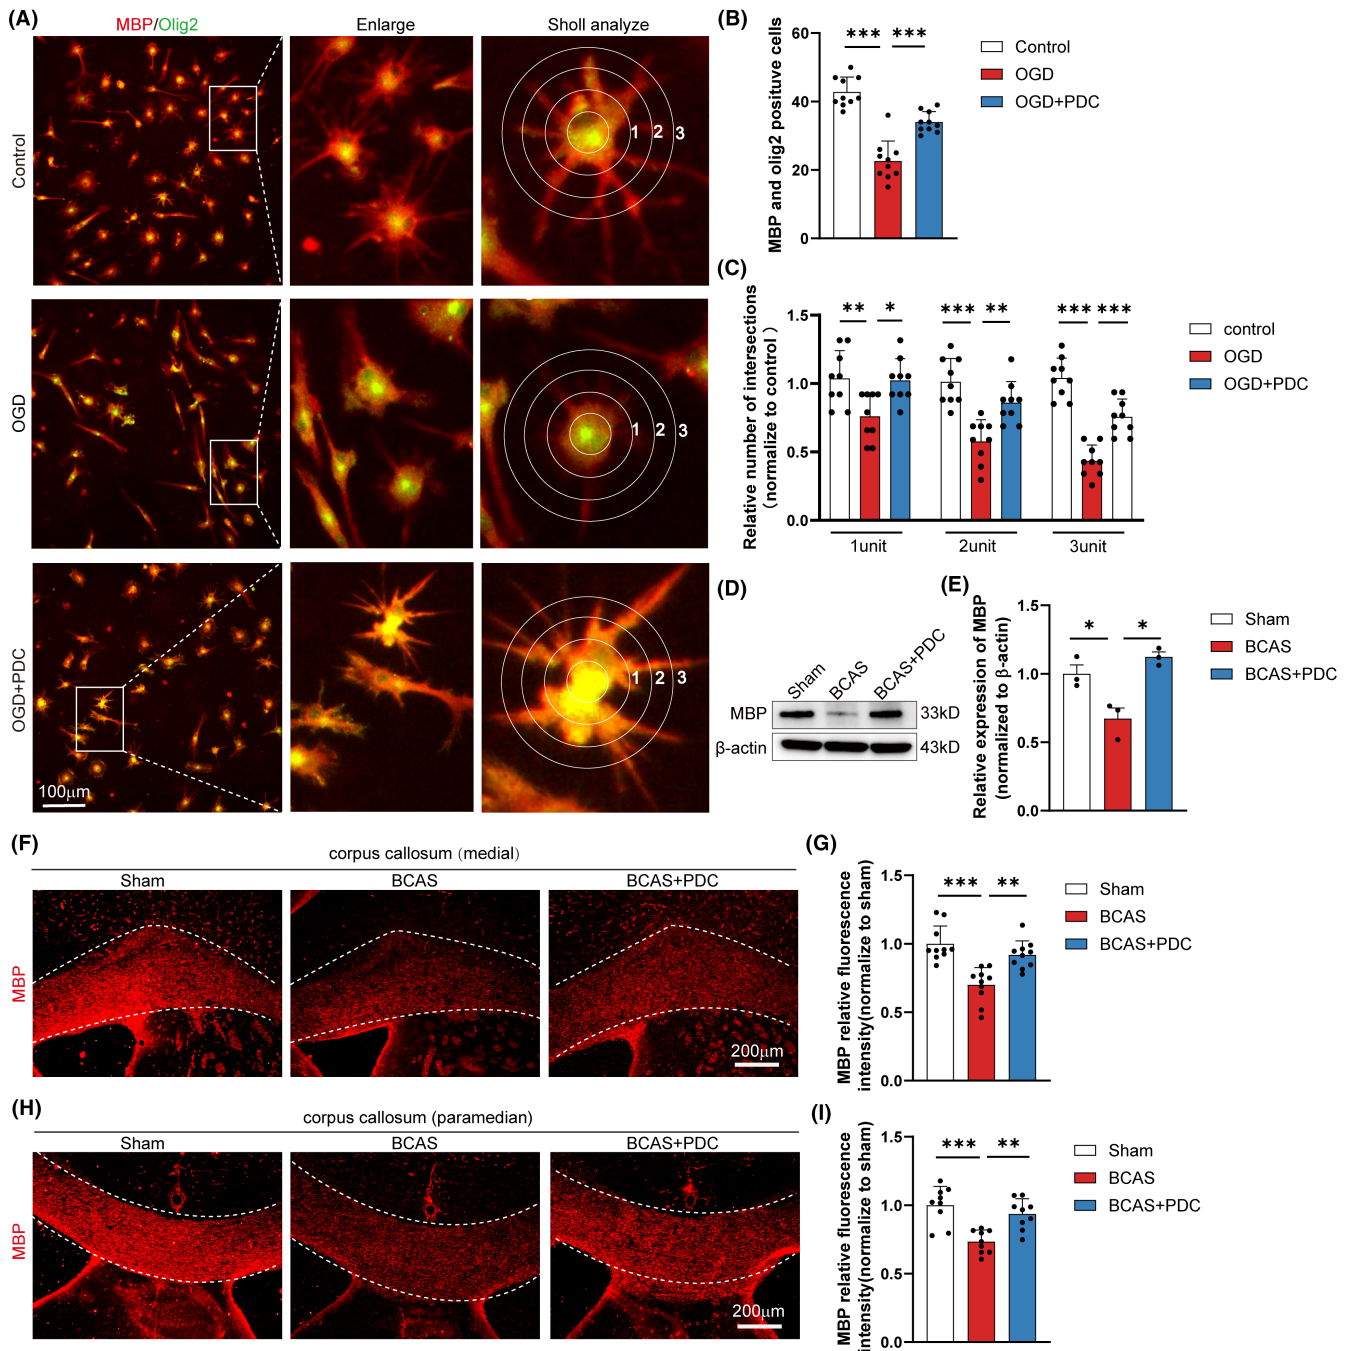 (A)
MBP/Olig2
Enlarge
Sholl analyze
Control
1 2 3
OGD
1 2 3
OGD+PDC
1 2 3
100μm
(B)
MBP and olig2 posituve cells
60
40
20
0
*** ***
Control
OGD
OGD+PDC
(C)
Relative number of intersections
(normalize to control)
1.5
1.0
0.5
0.0
** *
*** **
*** ***
1unit
2unit
3unit
control
OGD
OGD+PDC
(D)
Sham
BCAS
BCAS+PDC
MBP
33kD
β-actin
43kD
(E)
Relative expression of MBP
(normalized to β-actin)
1.5
1.0
0.5
0.0
* *
Sham
BCAS
BCAS+PDC
(F)
corpus callosum (medial)
Sham
BCAS
BCAS+PDC
MBP
200μm
(G)
MBP relative fluorescence
intensity(normalize to sham)
1.5
1.0
0.5
0.0
*** **
Sham
BCAS
BCAS+PDC
(H)
corpus callosum (paramedian)
Sham
BCAS
BCAS+PDC
MBP
200μm
(I)
MBP relative fluorescence
intensity(normalize to sham)
1.5
1.0
0.5
0.0
*** **
Sham
BCAS
BCAS+PDC